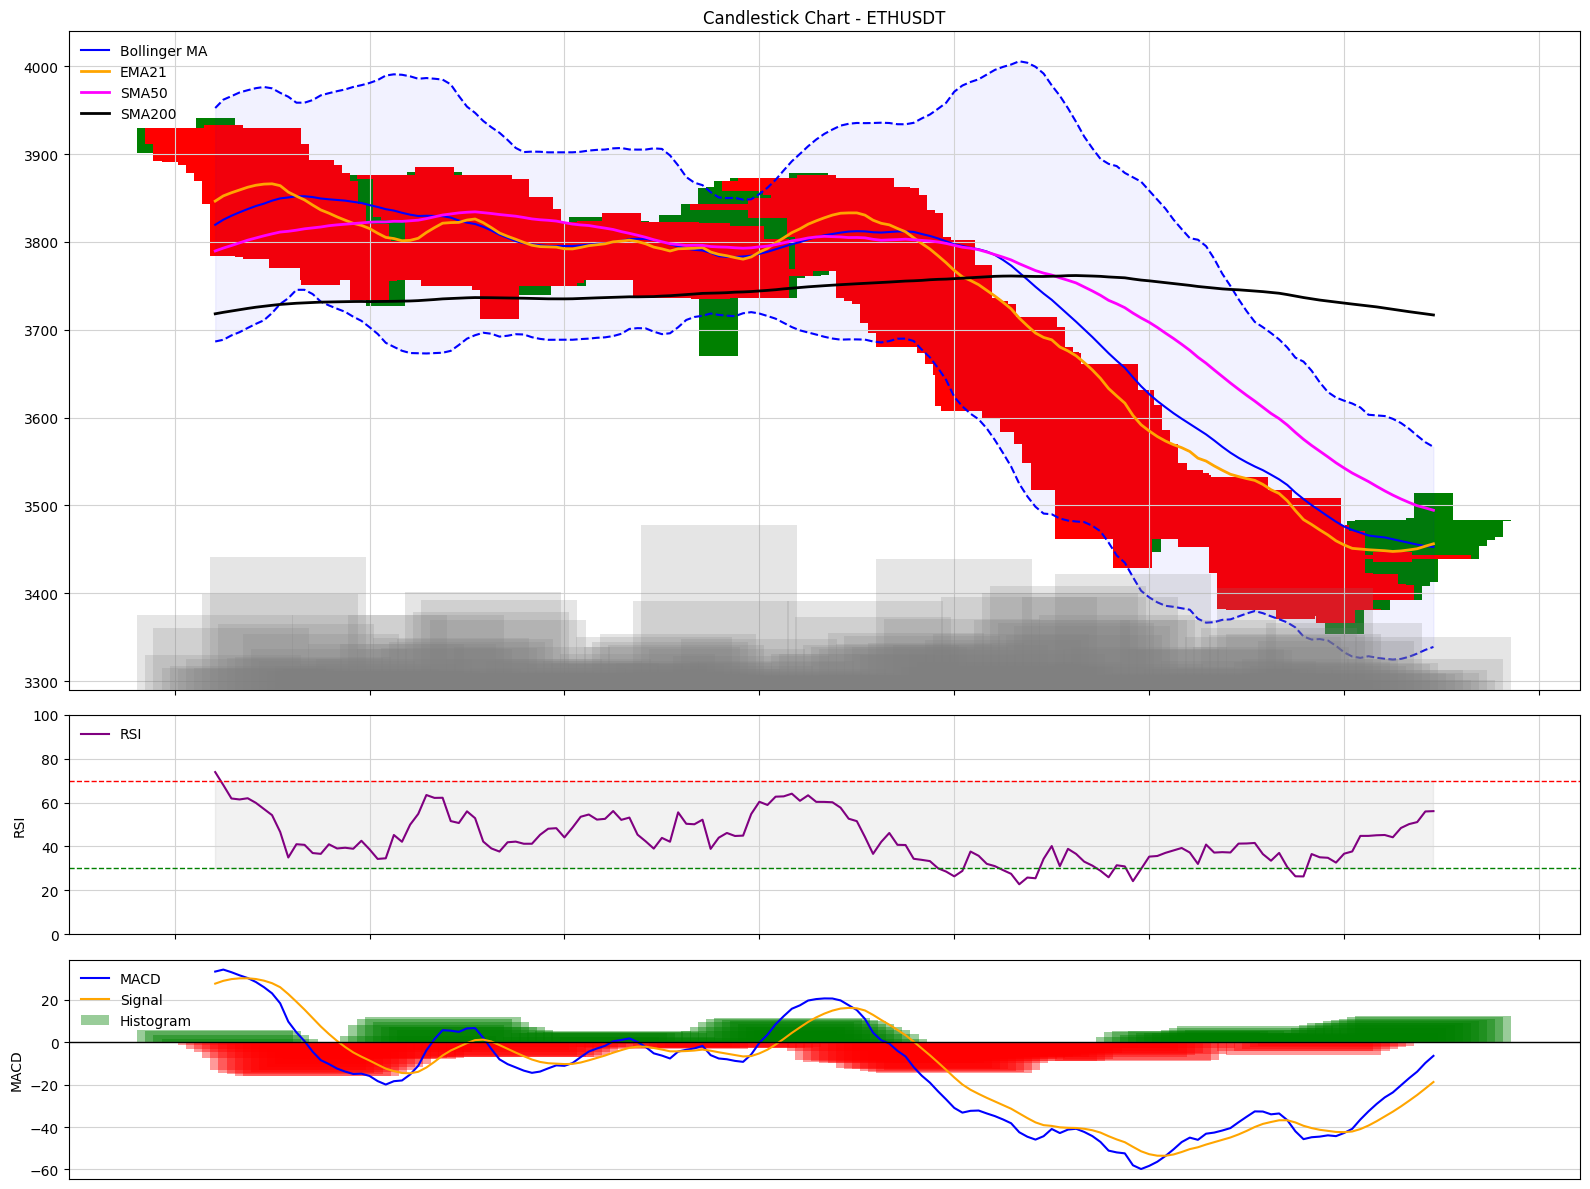 Candlestick Chart - ETHUSDT
Bollinger MA
EMA21
SMA50
SMA200
4000
3900
3800
3700
3600
3500
3400
3300
RSI
100
80
60
40
20
0
RSI
MACD
Signal
Histogram
20
0
−20
−40
−60
MACD